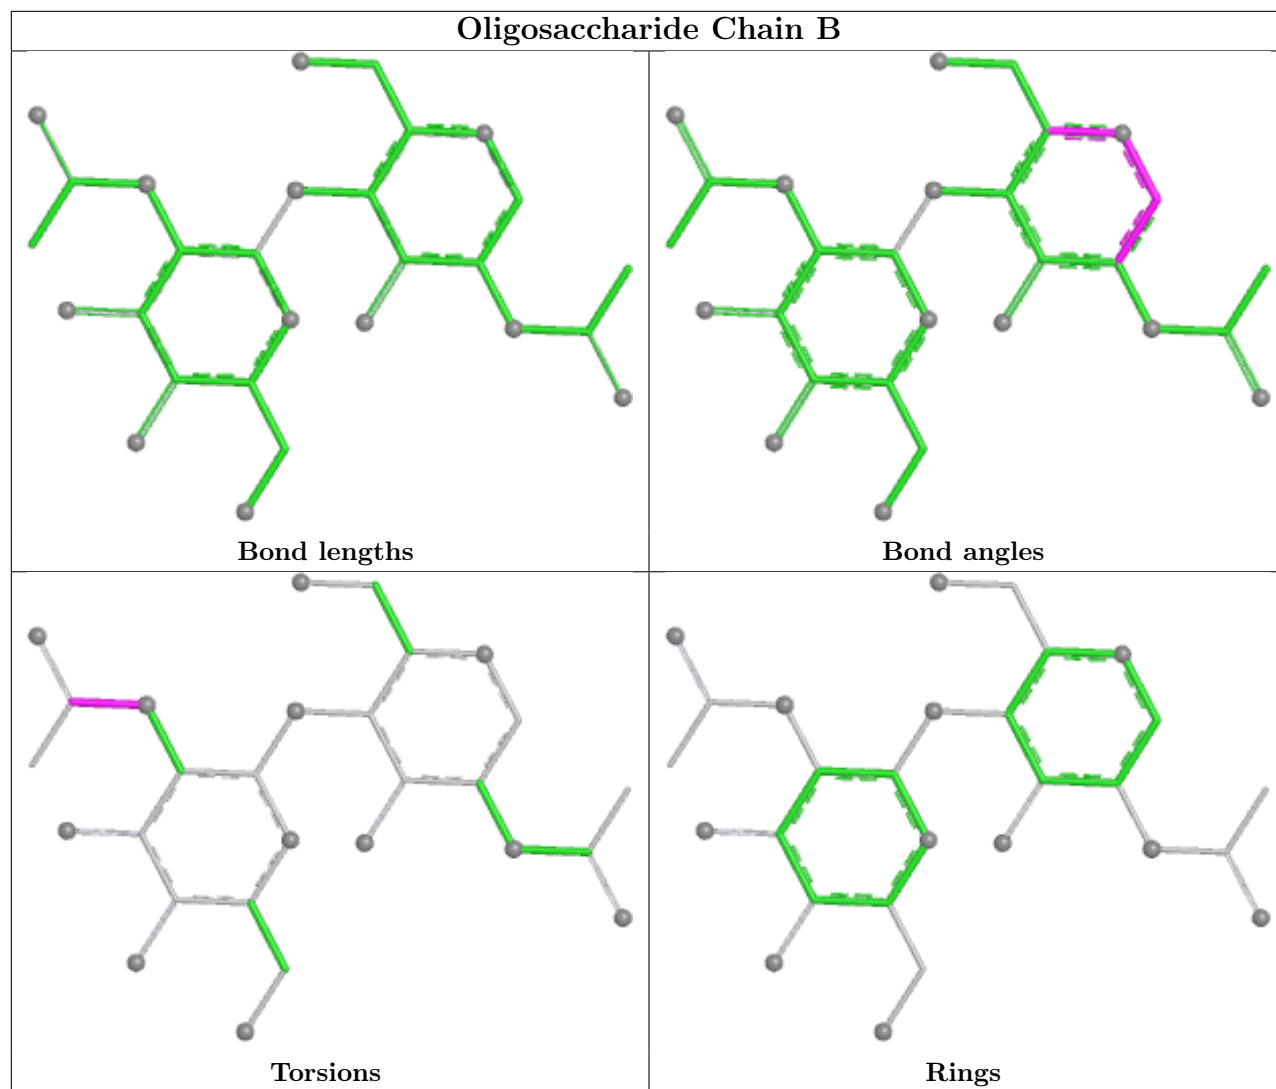 Oligosaccharide Chain B
Bond lengths
Bond angles
Torsions
Rings